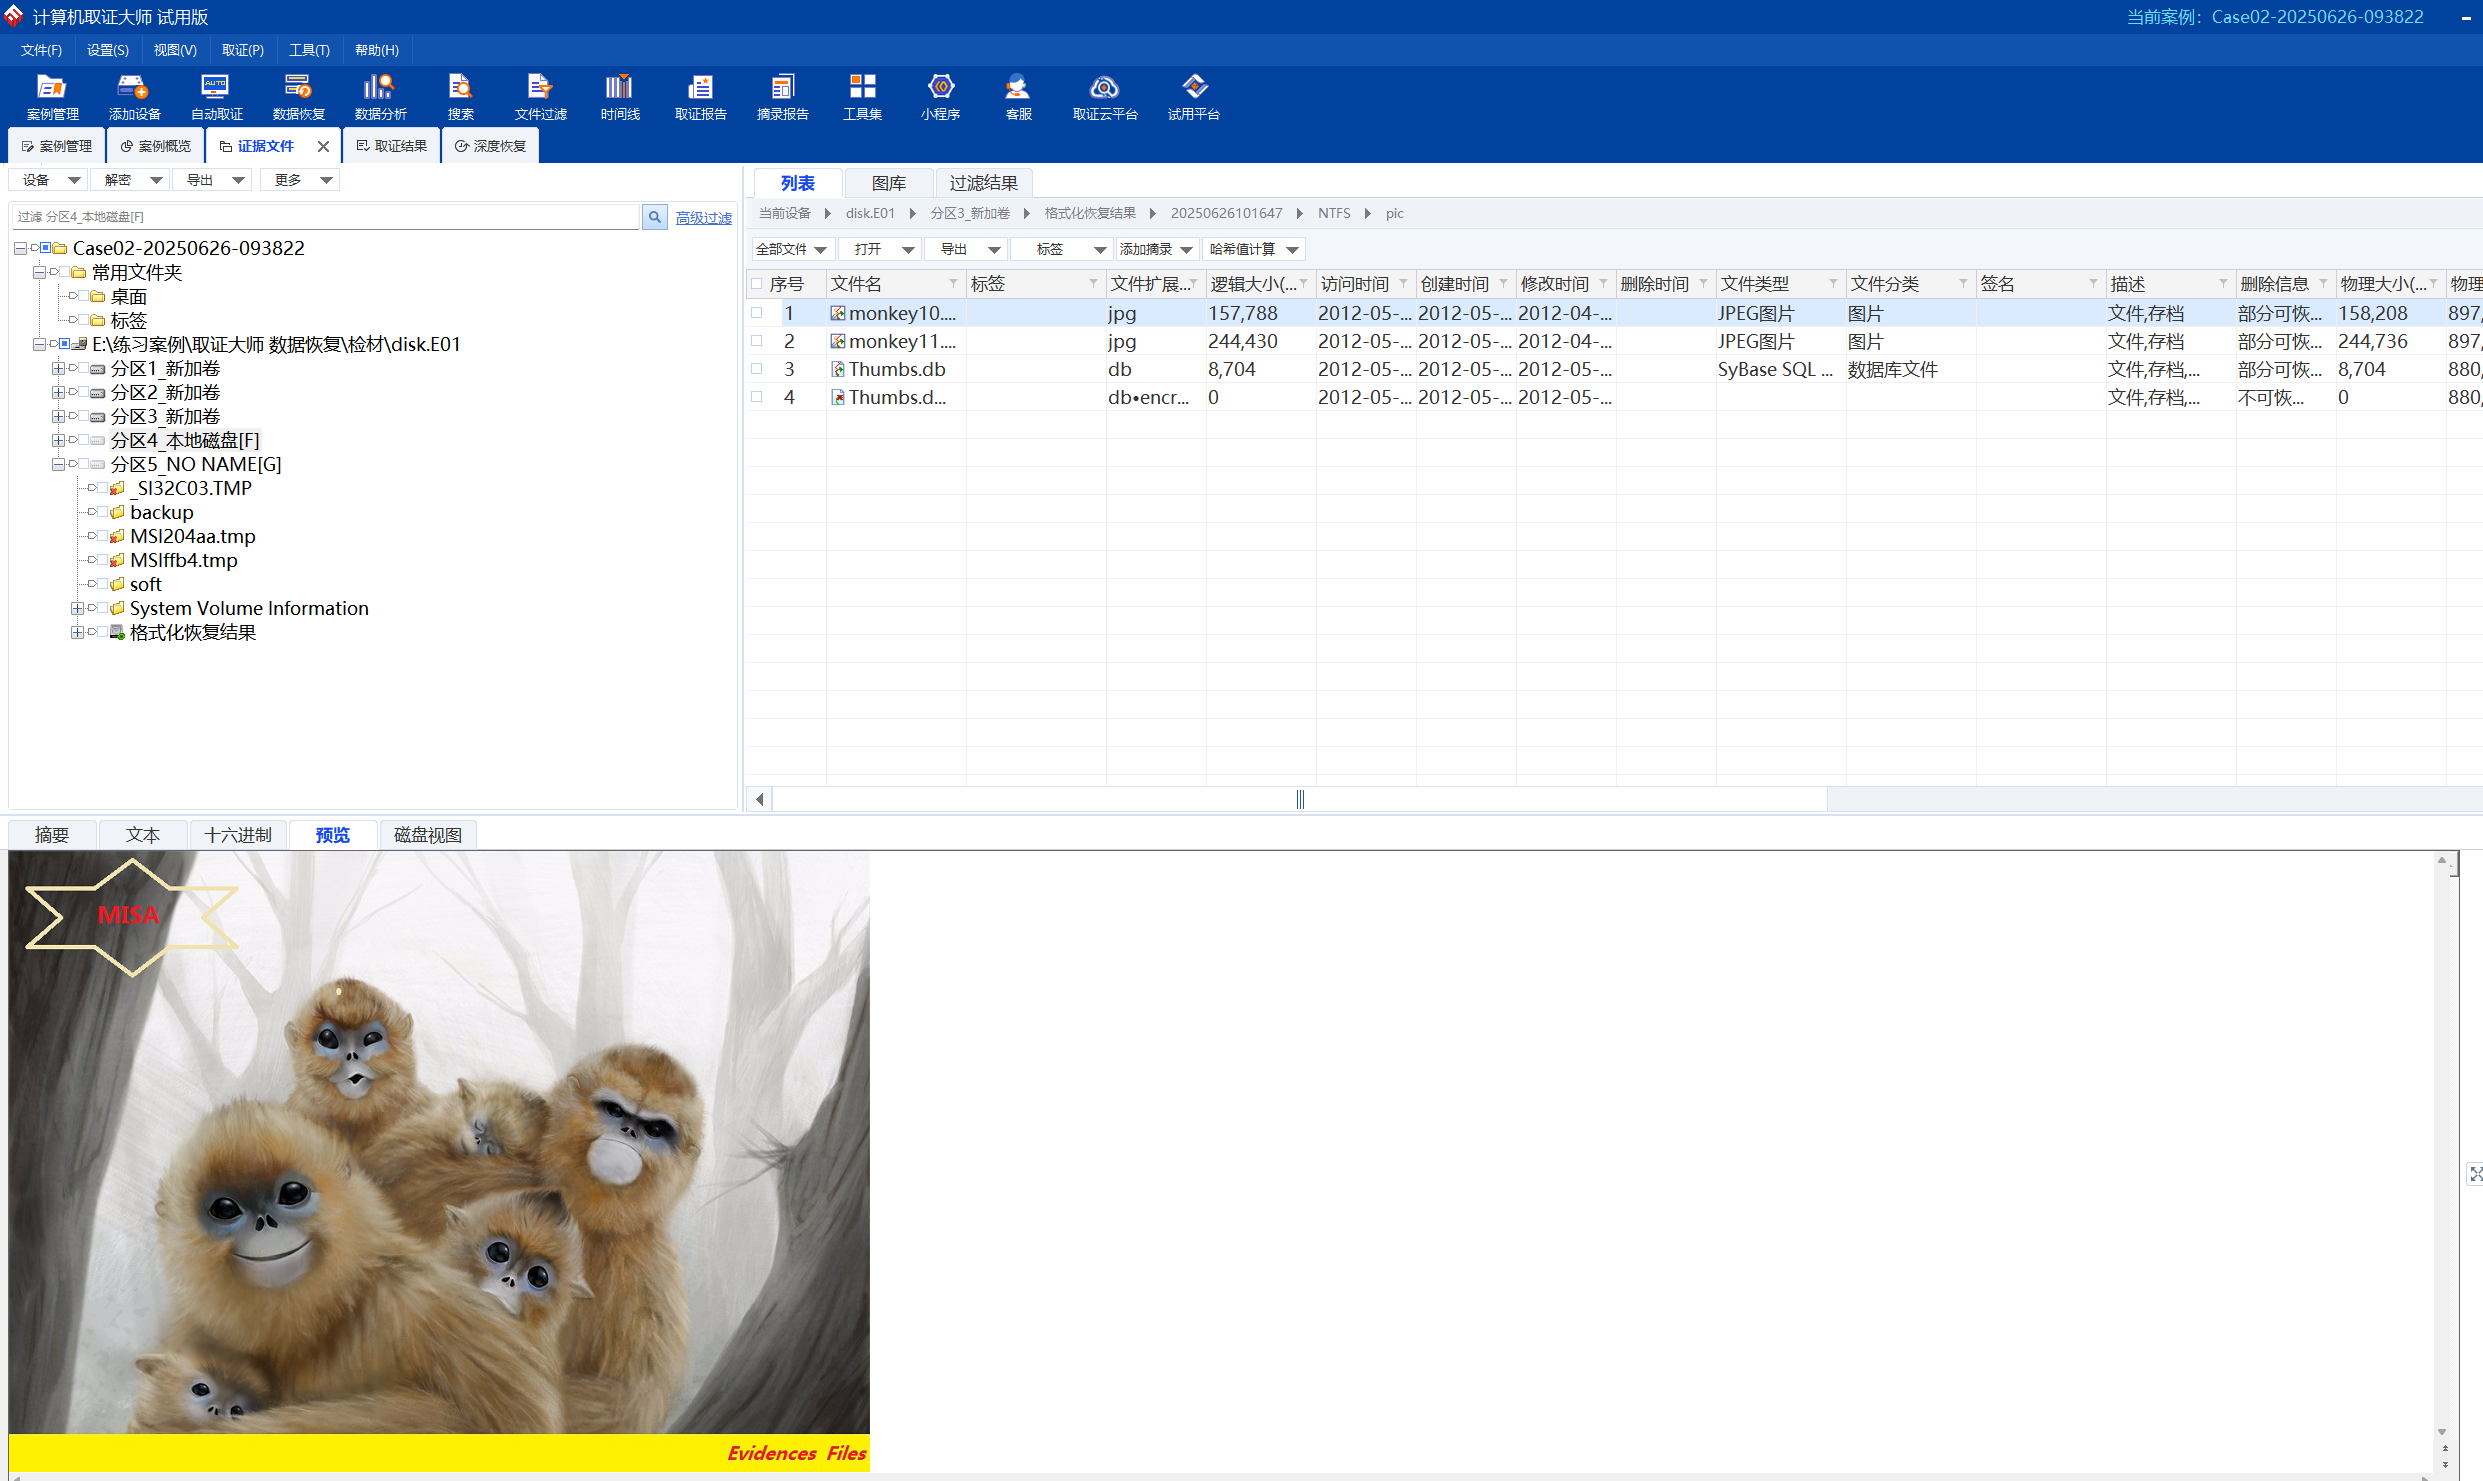 计算机取证大师 试用版
当前案例：Case02-20250626-093822
文件(F) 设置(S) 视图(V) 取证(P) 工具(T) 帮助(H)
案例管理 添加设备 自动取证 数据恢复 数据分析 搜索 文件过滤 时间线 取证报告 摘录报告 工具集 小程序 客服 取证云平台 试用平台
案例管理 案例概览 证据文件 取证结果 深度恢复
设备 解密 导出 更多
过滤 分区4_本地磁盘[F]
高级过滤
Case02-20250626-093822
常用文件夹
桌面
标签
E:\练习案例\取证大师 数据恢复\检材\disk.E01
分区1_新加卷
分区2_新加卷
分区3_新加卷
分区4_本地磁盘[F]
分区5_NO NAME[G]
_SI32C03.TMP
backup
MSI204aa.tmp
MSIffb4.tmp
soft
System Volume Information
格式化恢复结果
列表 图库 过滤结果
当前设备 disk.E01 分区3_新加卷 格式化恢复结果 20250626101647 NTFS pic
全部文件 打开 导出 标签 添加摘录 哈希值计算
序号 文件名 标签 文件扩展... 逻辑大小(... 访问时间 创建时间 修改时间 删除时间 文件类型 文件分类 签名 描述 删除信息 物理大小(... 物理
1 monkey10.... jpg 157,788 2012-05-... 2012-05-... 2012-04-... JPEG图片 图片 文件,存档 部分可恢... 158,208 897,
2 monkey11.... jpg 244,430 2012-05-... 2012-05-... 2012-04-... JPEG图片 图片 文件,存档 部分可恢... 244,736 897,
3 Thumbs.db db 8,704 2012-05-... 2012-05-... 2012-05-... SyBase SQL ... 数据库文件 文件,存档,... 部分可恢... 8,704 880,
4 Thumbs.d... db•encr... 0 2012-05-... 2012-05-... 2012-05-... 文件,存档,... 不可恢... 0 880,
摘要 文本 十六进制 预览 磁盘视图
MISA
Evidences Files